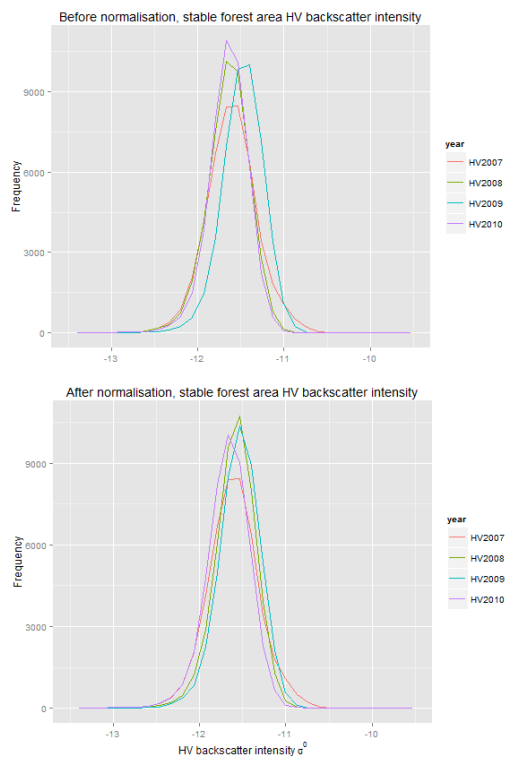 Before normalisation, stable forest area HV backscatter intensity
Frequency
9000
6000
3000
0
-13
-12
-11
-10
year
HV2007
HV2008
HV2009
HV2010
After normalisation, stable forest area HV backscatter intensity
Frequency
9000
6000
3000
0
-13
-12
-11
-10
HV backscatter intensity σ⁰
year
HV2007
HV2008
HV2009
HV2010